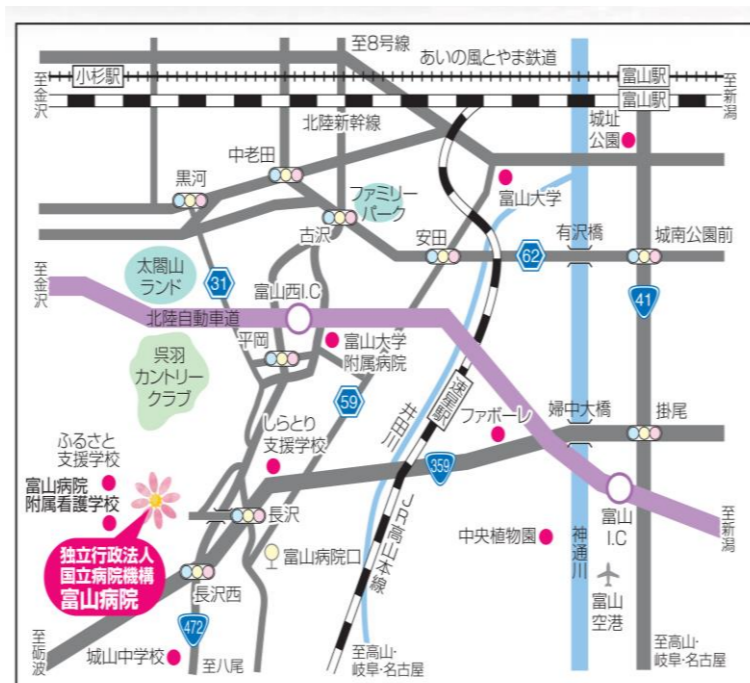 至8号線
あいの風とやま鉄道
小杉駅
富山駅
至金沢
富山駅
至新潟
北陸新幹線
城址
公園
中老田
黒河
ファミリー
パーク
富山大学
古沢
安田
62
有沢橋
城南公園前
至金沢
太閤山
ランド
31
富山西I.C
41
北陸自動車道
平岡
富山大学
附属病院
呉羽
カントリー
クラブ
59
速星駅
井田川
ファボーレ
婦中大橋
掛尾
しらとり
支援学校
ふるさと
支援学校
359
富山病院
附属看護学校
JR高山本線
長沢
富山
I.C
中央植物園
神通川
至新潟
独立行政法人
国立病院機構
富山病院
富山病院口
長沢西
富山
空港
472
至砺波
城山中学校
至八尾
至高山・
岐阜・名古屋
至高山・
岐阜・名古屋